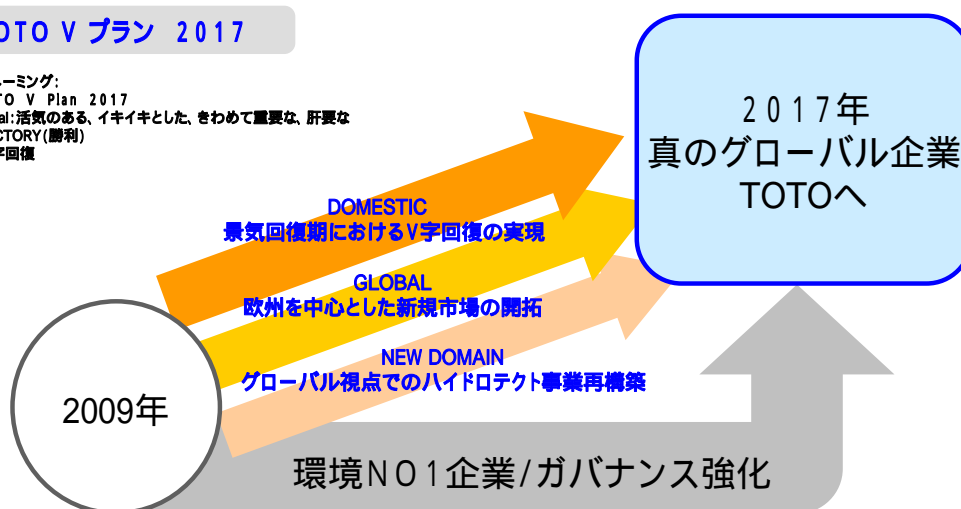 OTO V プラン 2017
ーミング:
TO V Plan 2017
al:活気のある、イキイキとした、きわめて重要な、肝要な
CTORY(勝利)
字回復
2017年
真のグローバル企業
TOTOへ
DOMESTIC
景気回復期におけるV字回復の実現
GLOBAL
欧州を中心とした新規市場の開拓
NEW DOMAIN
グローバル視点でのハイドロテクト事業再構築
2009年
環境NO1企業/ガバナンス強化